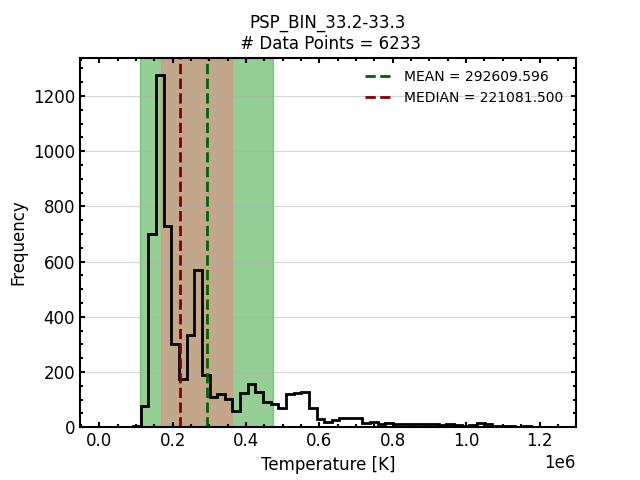 PSP_BIN_33.2-33.3
# Data Points = 6233
MEAN = 292609.596
MEDIAN = 221081.500
Frequency
1200
1000
800
600
400
200
0
0.0 0.2 0.4 0.6 0.8 1.0 1.2
1e6
Temperature [K]